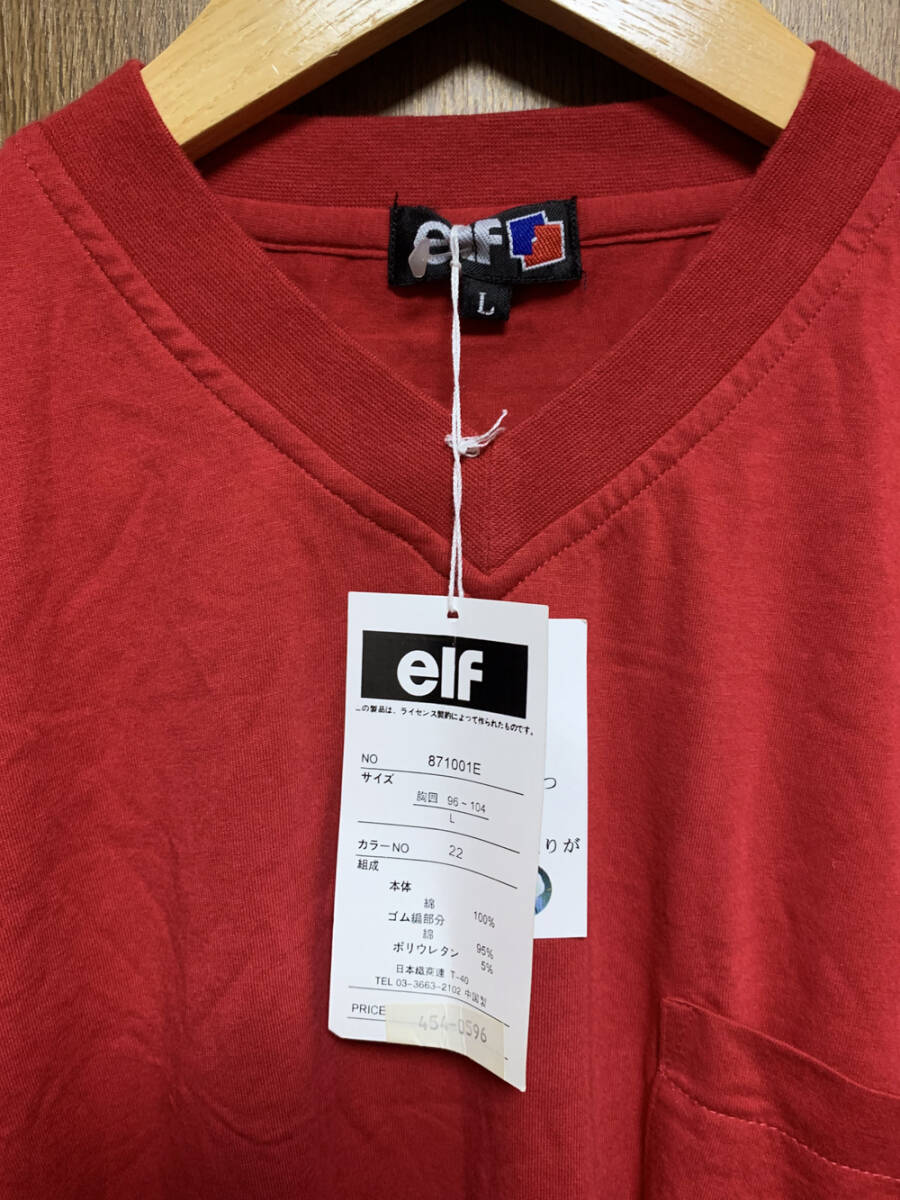 elf
L
elf
この製品は、ライセンス契約によって作られたものです。
NO 871001E
サイズ
胸囲 96~104
L
カラーNO 22
組成
本体
綿 100%
ゴム編部分
綿 95%
ポリウレタン 5%
日本繊商連 T-40
TEL 03-3663-2102 中国製
PRICE
454-0596
つ
りが